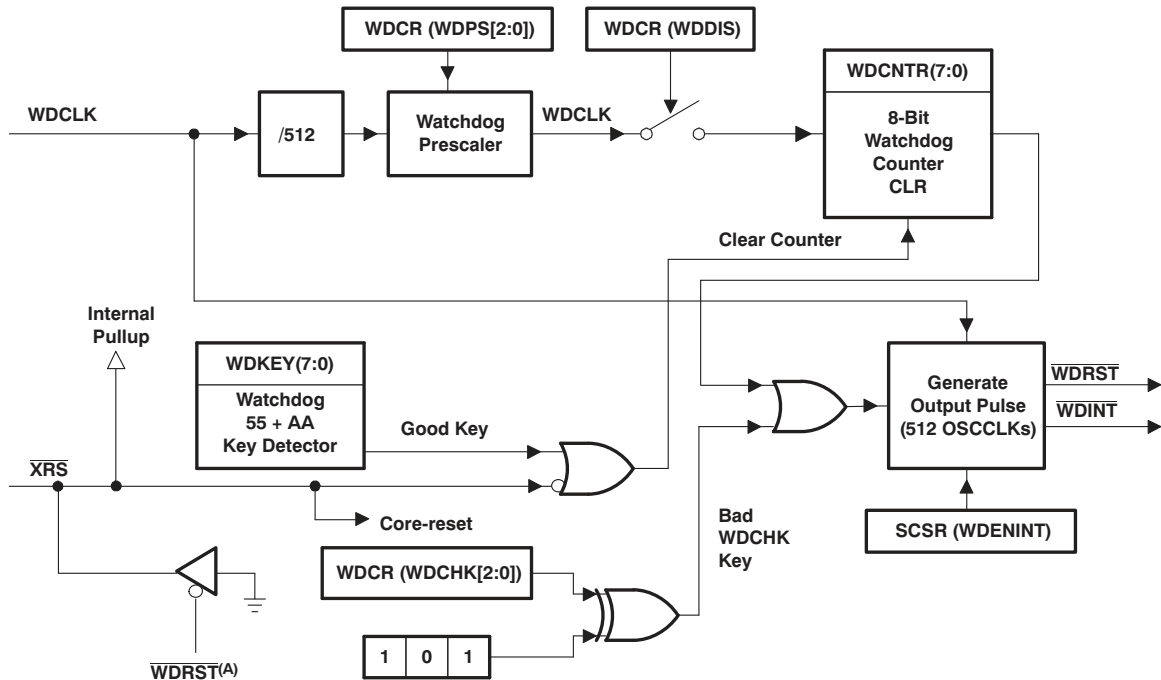 WDCR (WDPS[2:0])
WDCR (WDDIS)
WDCNTR(7:0)
WDCLK
/512
Watchdog
Prescaler
WDCLK
8-Bit
Watchdog
Counter
CLR
Clear Counter
Internal
Pullup
WDKEY(7:0)
Watchdog
55 + AA
Key Detector
Good Key
Generate
Output Pulse
(512 OSCCLKs)
WDRST
WDINT
XRS
Core-reset
Bad
WDCHK
Key
SCSR (WDENINT)
WDCR (WDCHK[2:0])
1 0 1
WDRST(A)